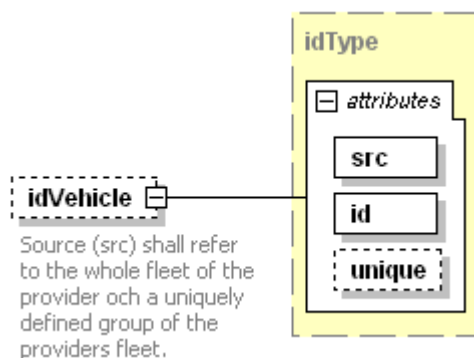 idType
attributes
src
id
unique
idVehicle
Source (src) shall refer
to the whole fleet of the
provider och a uniquely
defined group of the
providers fleet.